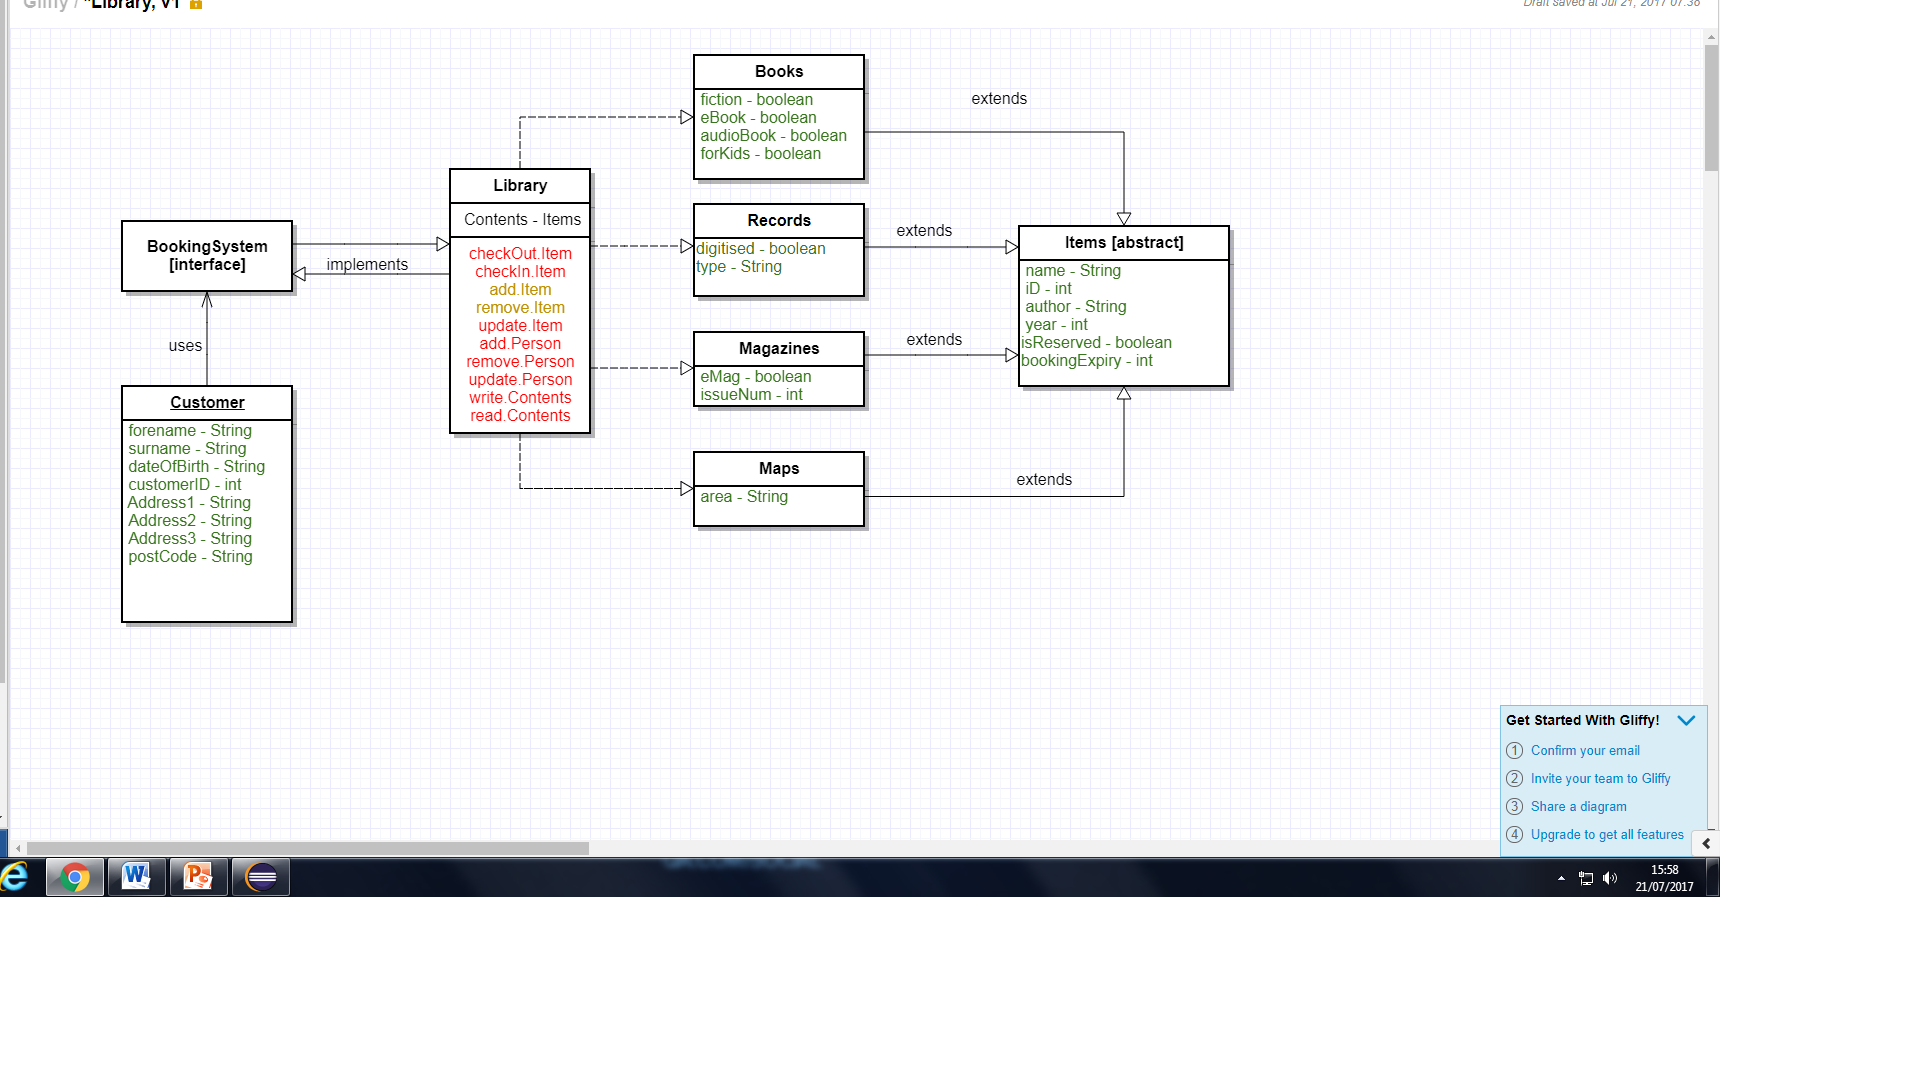 Gliffy / *Library, v1
Draft saved at Jul 21, 2017 07:38
Books
fiction - boolean
eBook - boolean
audioBook - boolean
forKids - boolean
extends
Library
Contents - Items
checkOut.Item
checkIn.Item
add.Item
remove.Item
update.Item
add.Person
remove.Person
update.Person
write.Contents
read.Contents
BookingSystem
[interface]
implements
uses
Customer
forename - String
surname - String
dateOfBirth - String
customerID - int
Address1 - String
Address2 - String
Address3 - String
postCode - String
Records
digitised - boolean
type - String
extends
Magazines
eMag - boolean
issueNum - int
extends
Maps
area - String
extends
Items [abstract]
name - String
iD - int
author - String
year - int
isReserved - boolean
bookingExpiry - int
Get Started With Gliffy!
1 Confirm your email
2 Invite your team to Gliffy
3 Share a diagram
4 Upgrade to get all features
15:58
21/07/2017